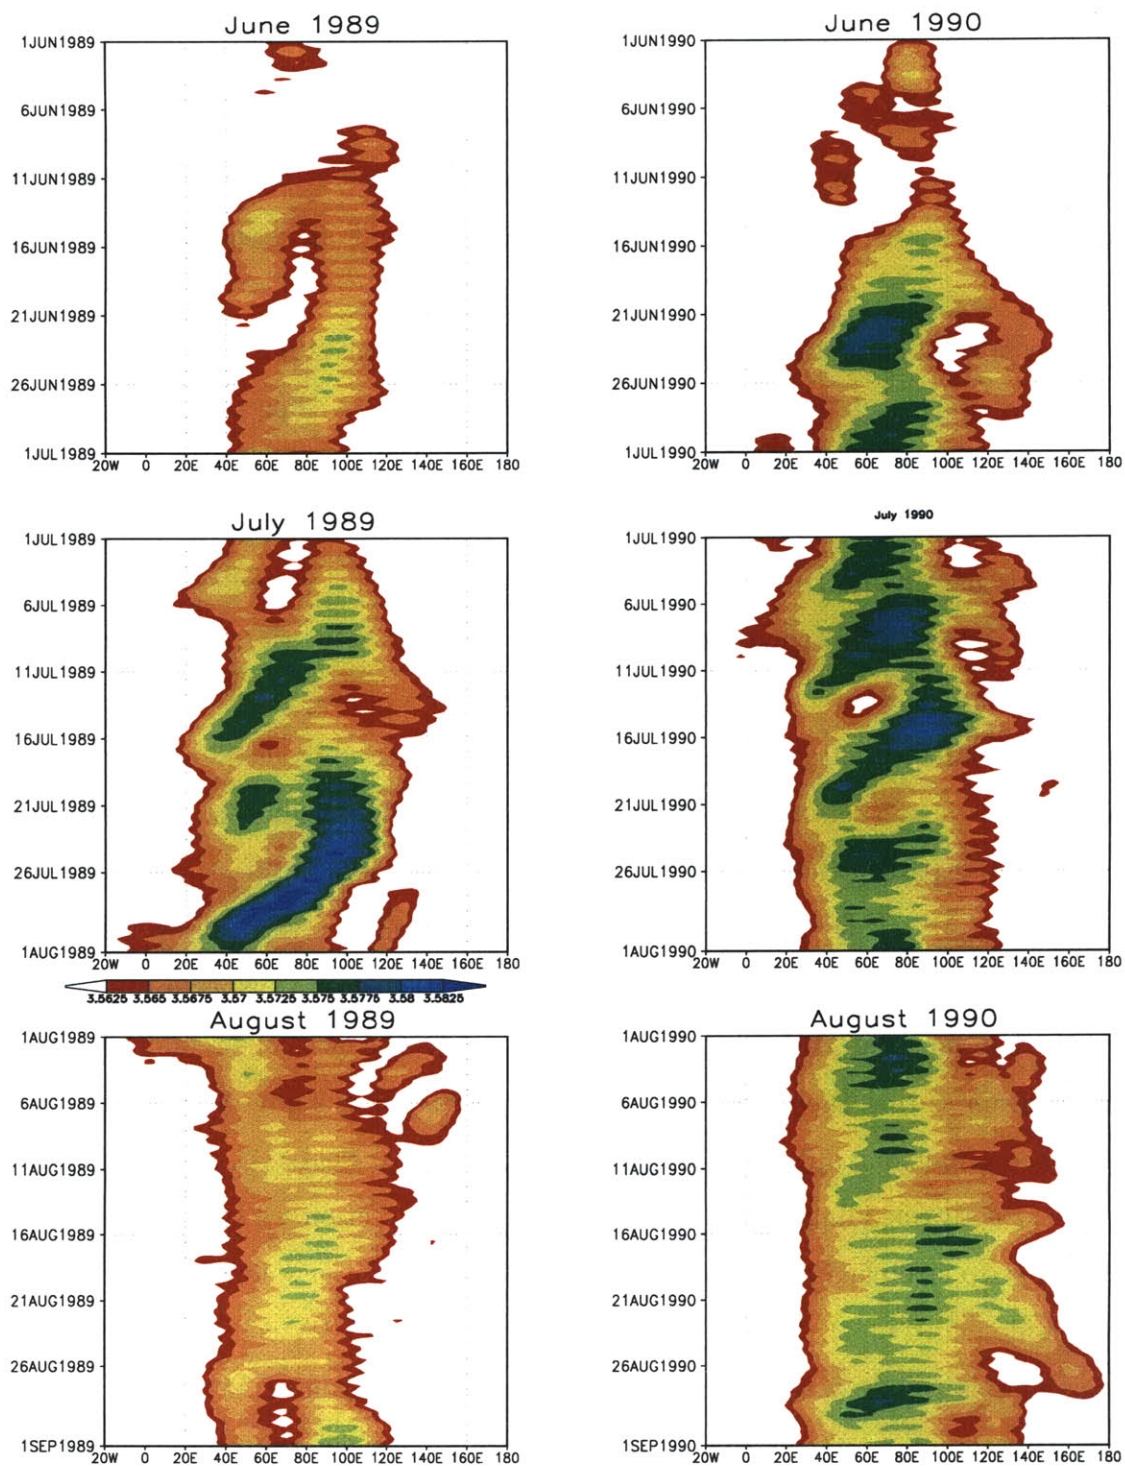 June 1989
1JUN1989
6JUN1989
11JUN1989
16JUN1989
21JUN1989
26JUN1989
1JUL1989
20W 0 20E 40E 60E 80E 100E 120E 140E 160E 180
June 1990
1JUN1990
6JUN1990
11JUN1990
16JUN1990
21JUN1990
26JUN1990
1JUL1990
20W 0 20E 40E 60E 80E 100E 120E 140E 160E 180
July 1989
1JUL1989
6JUL1989
11JUL1989
16JUL1989
21JUL1989
26JUL1989
1AUG1989
20W 0 20E 40E 60E 80E 100E 120E 140E 160E 180
3.5625 3.565 3.5675 3.57 3.5725 3.575 3.5775 3.58 3.5825
July 1990
1JUL1990
6JUL1990
11JUL1990
16JUL1990
21JUL1990
26JUL1990
1AUG1990
20W 0 20E 40E 60E 80E 100E 120E 140E 160E 180
August 1989
1AUG1989
6AUG1989
11AUG1989
16AUG1989
21AUG1989
26AUG1989
1SEP1989
20W 0 20E 40E 60E 80E 100E 120E 140E 160E 180
August 1990
1AUG1990
6AUG1990
11AUG1990
16AUG1990
21AUG1990
26AUG1990
1SEP1990
20W 0 20E 40E 60E 80E 100E 120E 140E 160E 180